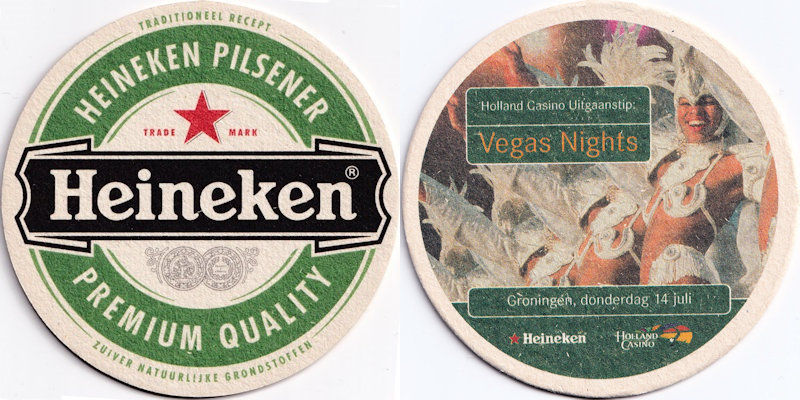 TRADITIONEEL RECEPT
HEINEKEN PILSENER
TRADE MARK
Heineken®
PREMIUM QUALITY
ZUIVER NATUURLIJKE GRONDSTOFFEN
Holland Casino Uitgaanstip:
Vegas Nights
Groningen, donderdag 14 juli
Heineken
HOLLAND
CASINO